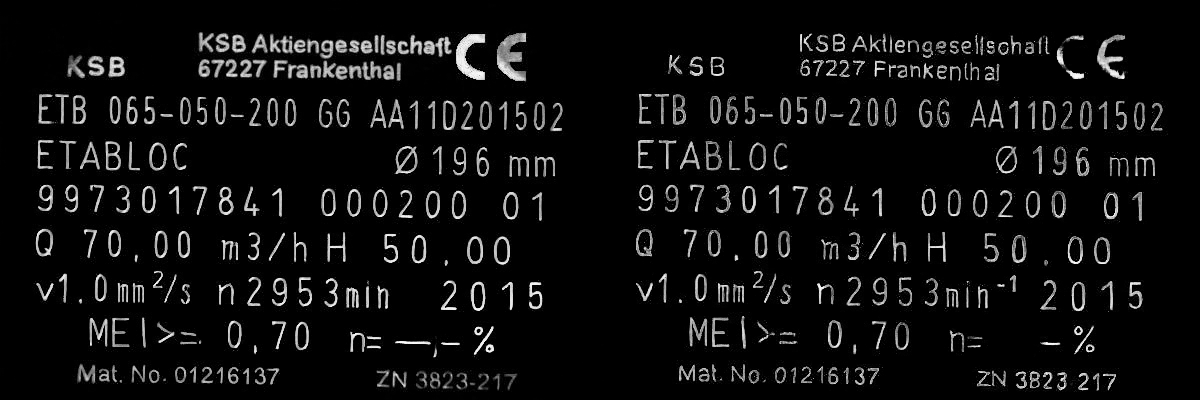 KSB Aktiengesellschaft CE
KSB 67227 Frankenthal
ETB 065-050-200 GG AA11D201502
ETABLOC Ø 196 mm
9973017841 000200 01
Q 70,00 m3/h H 50,00
v1.0mm²/s n2953min 2015
MEI>= 0,70 n= —,–%
Mat. No. 01216137 ZN 3823-217
KSB Aktiengesellschaft CE
KSB 67227 Frankenthal
ETB 065-050-200 GG AA11D201502
ETABLOC Ø 196 mm
9973017841 000200 01
Q 70,00 m3/h H 50,00
v1.0mm²/s n2953min⁻¹ 2015
MEI>= 0,70 n= –%
Mat. No. 01216137 ZN 3823 217